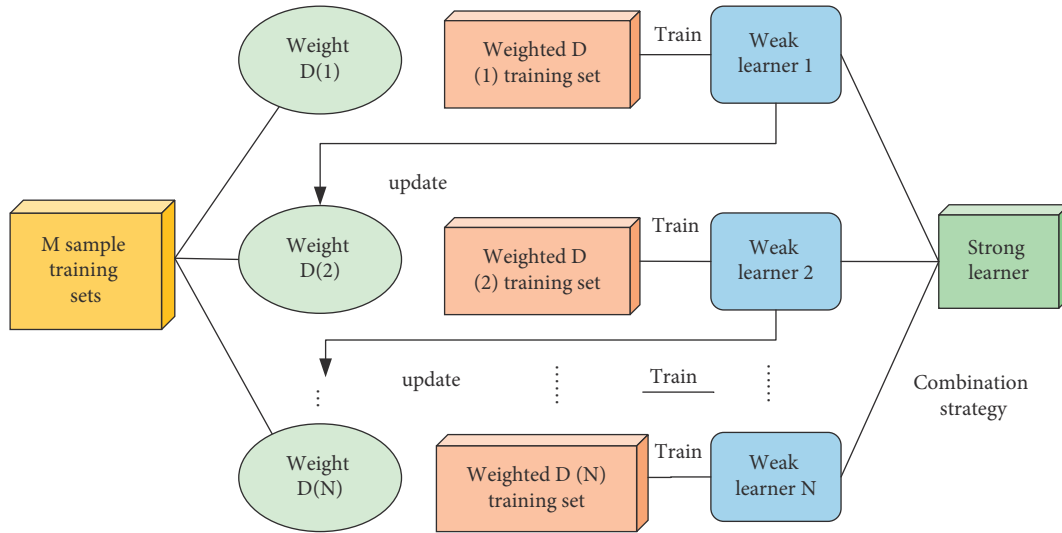 Weight
D(1)
Weighted D
(1) training set
Train
Weak
learner 1
update
M sample
training
sets
Weight
D(2)
Weighted D
(2) training set
Train
Weak
learner 2
Strong
learner
update
Train
Combination
strategy
Weight
D(N)
Weighted D (N)
training set
Train
Weak
learner N